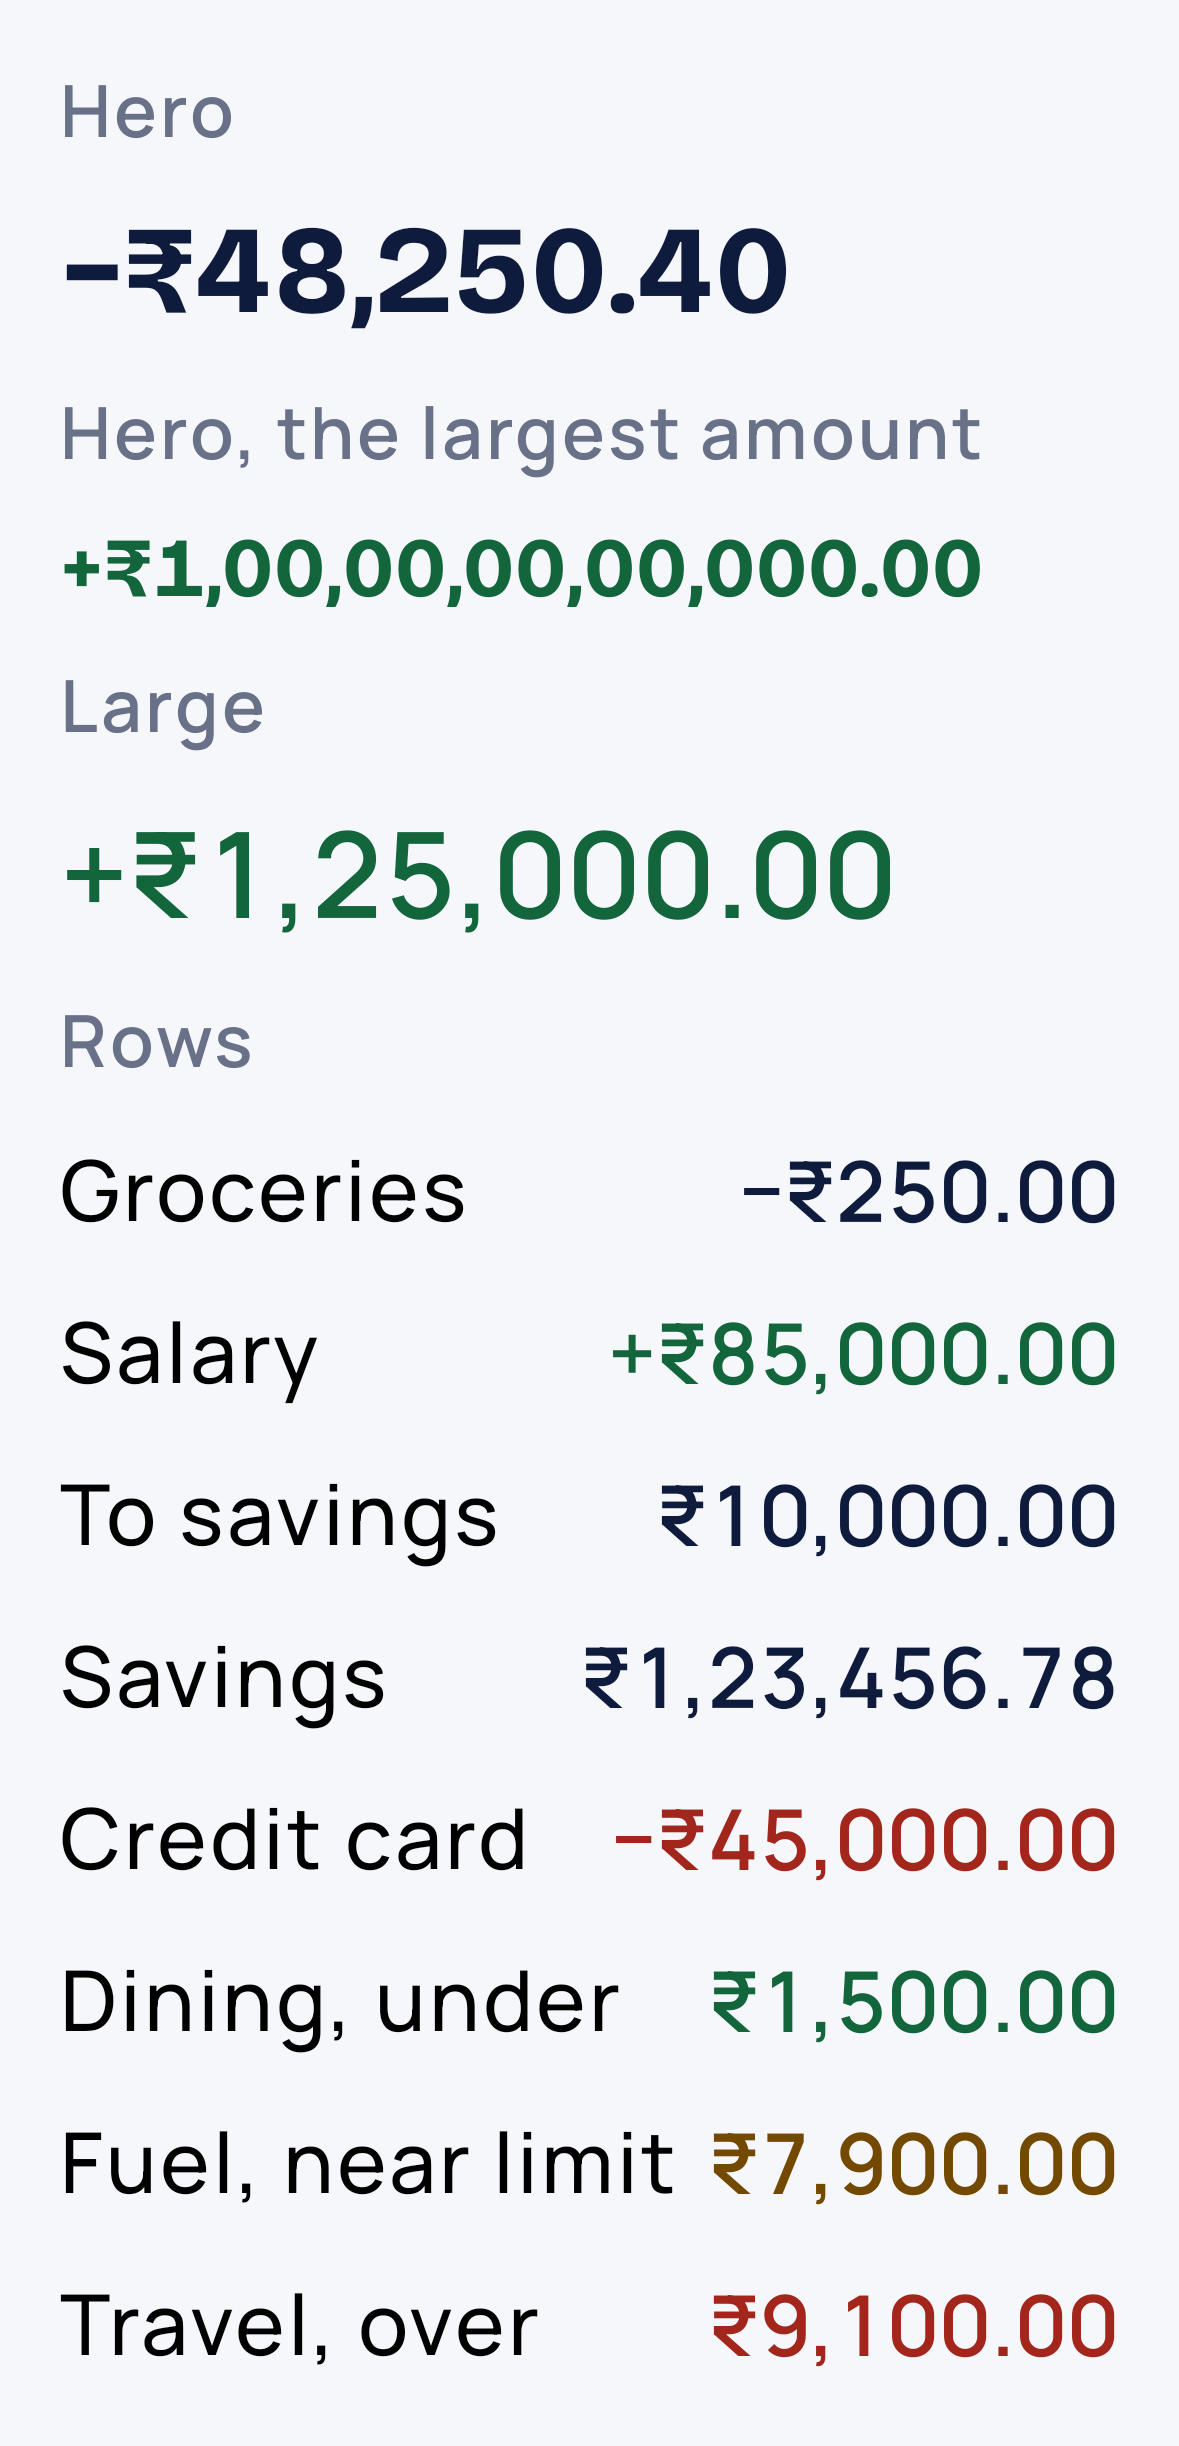 Hero
−₹48,250.40
Hero, the largest amount
+₹1,00,00,00,00,000.00
Large
+₹1,25,000.00
Rows
Groceries −₹250.00
Salary +₹85,000.00
To savings ₹10,000.00
Savings ₹1,23,456.78
Credit card −₹45,000.00
Dining, under ₹1,500.00
Fuel, near limit ₹7,900.00
Travel, over ₹9,100.00